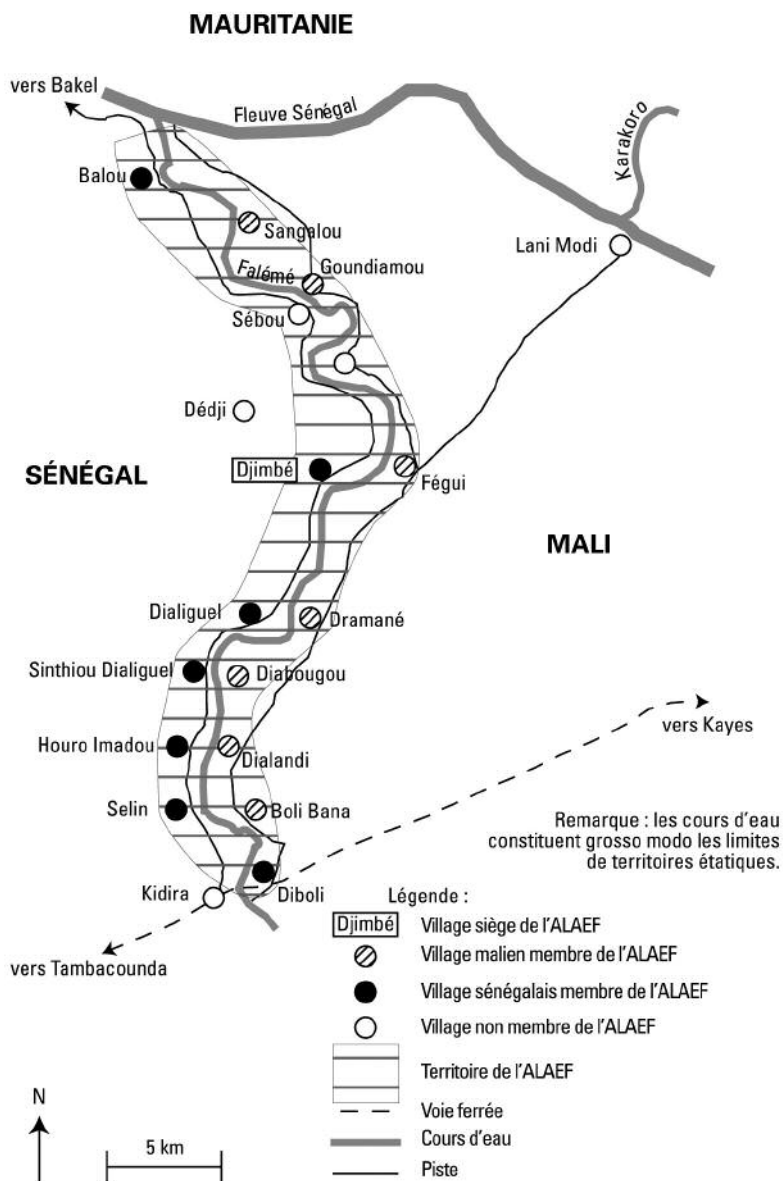 MAURITANIE
vers Bakel
Fleuve Sénégal
Karakoro
Balou
Sangalou
Lani Modi
Goundiamou
Falémé
Sébou
Dédji
SÉNÉGAL
Djimbé
Fégui
MALI
Dialiguel
Dramané
Sinthiou Dialiguel
Diabougou
vers Kayes
Houro Imadou
Dialandi
Selin
Boli Bana
Remarque : les cours d'eau
constituent grosso modo les limites
de territoires étatiques.
Kidira
Diboli
vers Tambacounda
Légende :
Djimbé Village siège de l'ALAEF
Village malien membre de l'ALAEF
Village sénégalais membre de l'ALAEF
Village non membre de l'ALAEF
Territoire de l'ALAEF
Voie ferrée
Cours d'eau
Piste
N
5 km